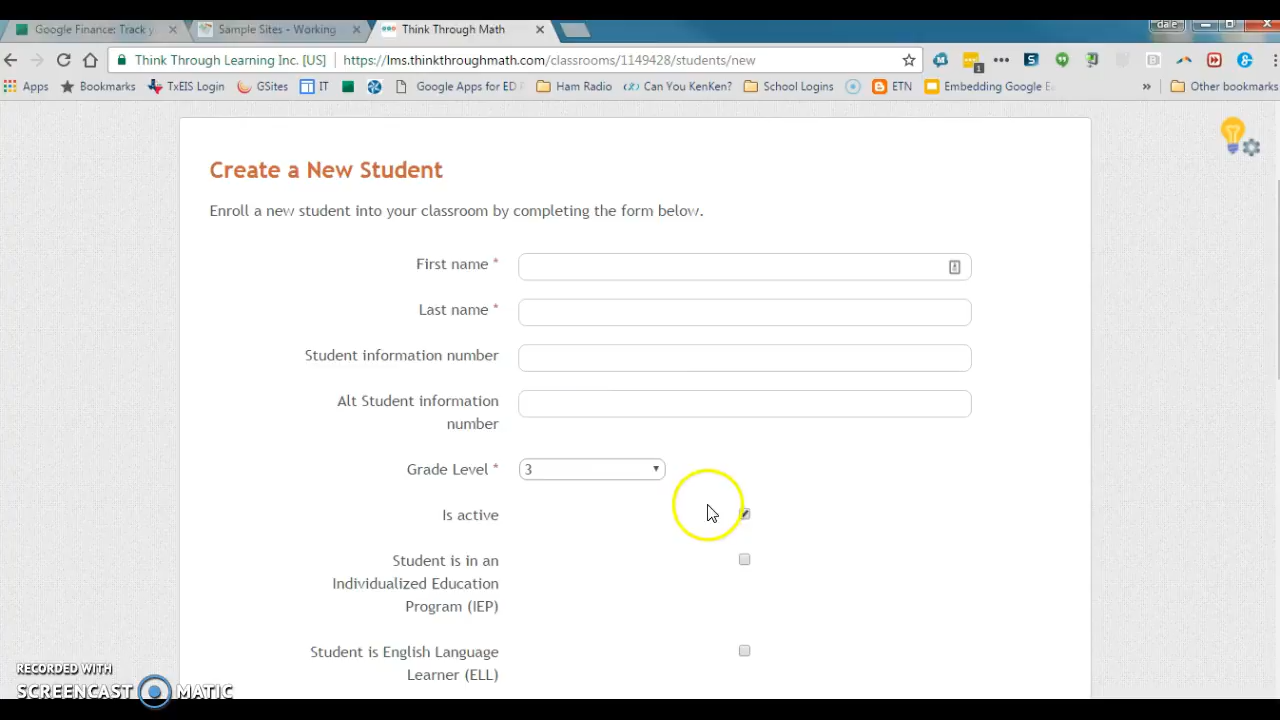 Google Finance: Track y
Sample Sites - Working
Think Through Math
dale
Think Through Learning Inc. [US]
https://lms.thinkthroughmath.com/classrooms/1149428/students/new
Apps
Bookmarks
TxEIS Login
GSites
IT
Google Apps for ED
Ham Radio
Can You KenKen?
School Logins
ETN
Embedding Google E
»
Other bookmarks
Create a New Student
Enroll a new student into your classroom by completing the form below.
First name *
Last name *
Student information number
Alt Student information
number
Grade Level *
3
Is active
Student is in an
Individualized Education
Program (IEP)
Student is English Language
Learner (ELL)
RECORDED WITH
SCREENCAST MATIC